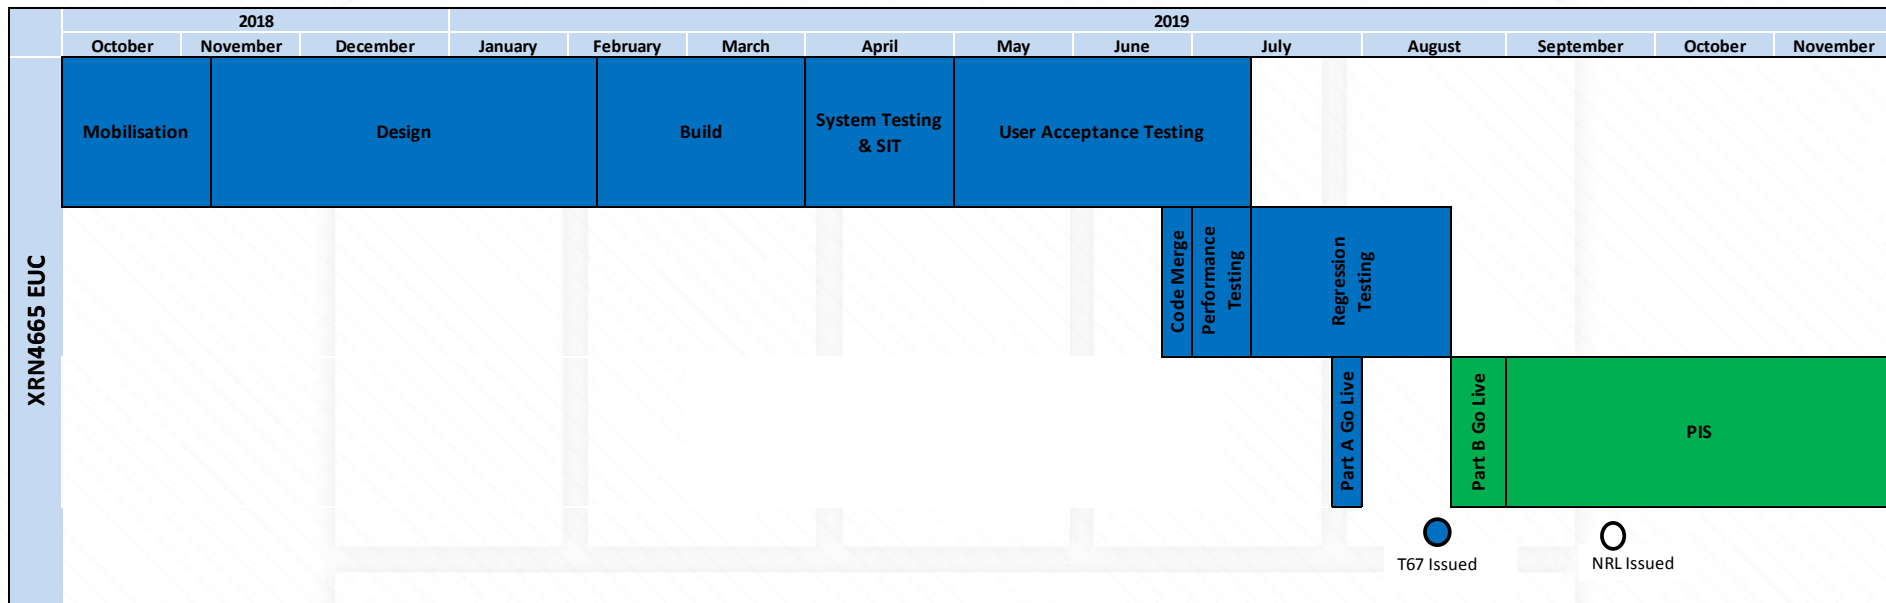 2018
2019
October
November
December
January
February
March
April
May
June
July
August
September
October
November
XRN4665 EUC
Mobilisation
Design
Build
System Testing
& SIT
User Acceptance Testing
Code Merge
Performance
Testing
Regression
Testing
Part A Go Live
Part B Go Live
PIS
T67 Issued
NRL Issued